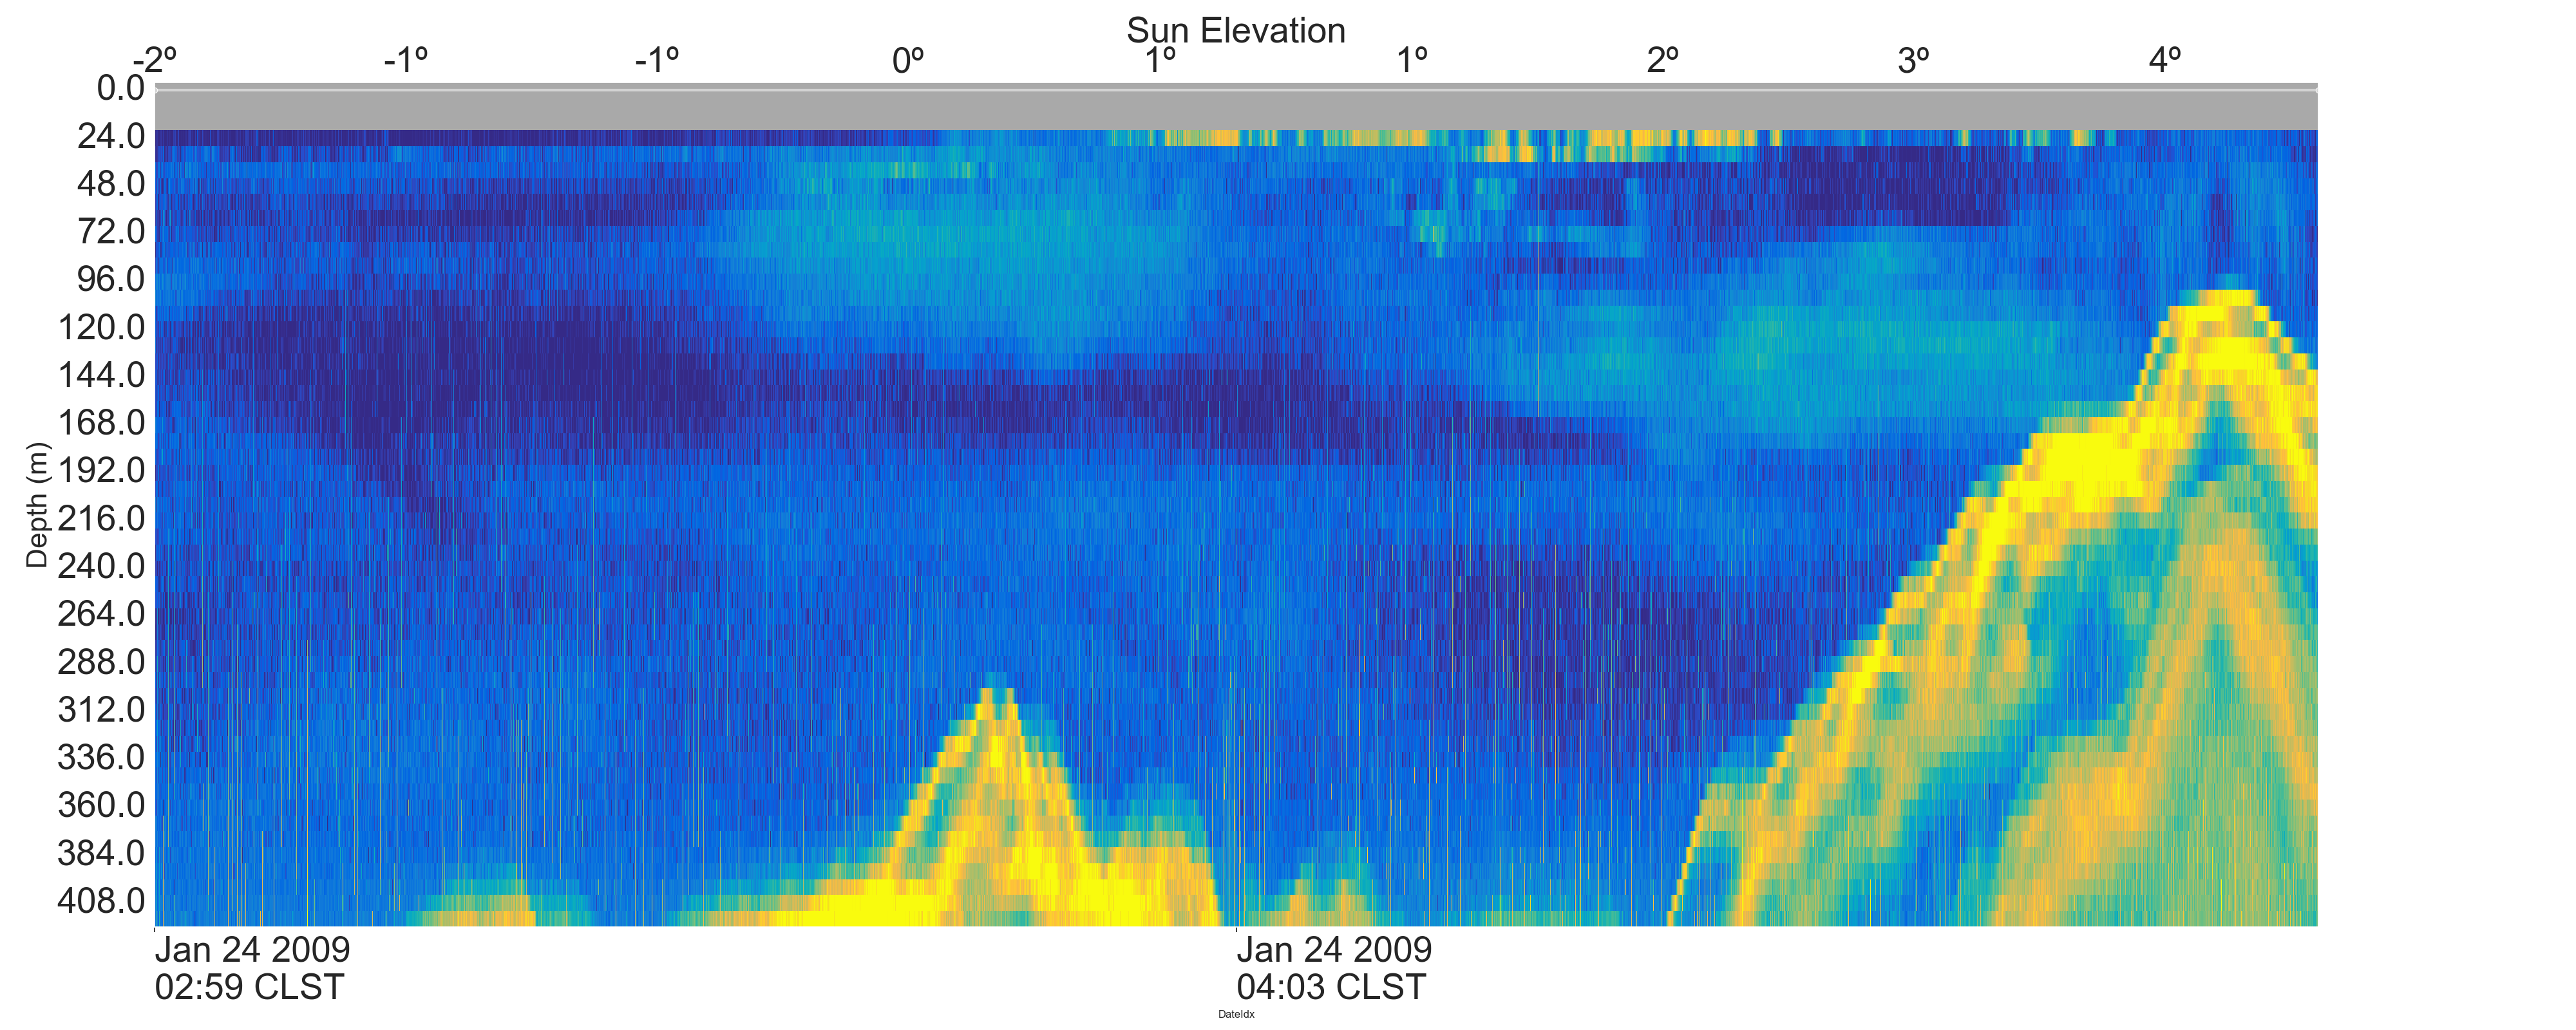 Sun Elevation
-2º -1º -1º 0º 1º 1º 2º 3º 4º
0.0
24.0
48.0
72.0
96.0
120.0
144.0
168.0
192.0
216.0
240.0
264.0
288.0
312.0
336.0
360.0
384.0
408.0
Depth (m)
Jan 24 2009
02:59 CLST
Jan 24 2009
04:03 CLST
DateIdx